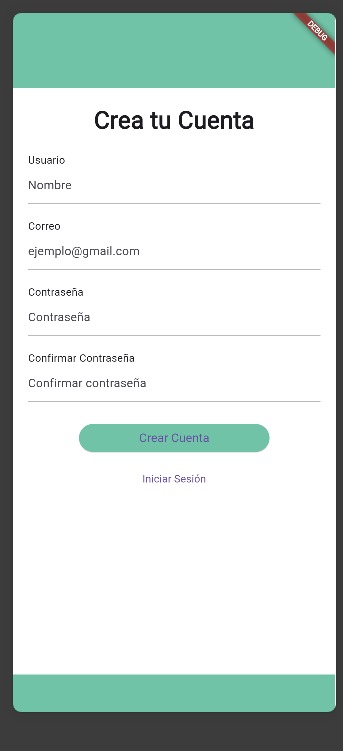 DEBUG
Crea tu Cuenta
Usuario
Nombre
Correo
ejemplo@gmail.com
Contraseña
Contraseña
Confirmar Contraseña
Confirmar contraseña
Crear Cuenta
Iniciar Sesión